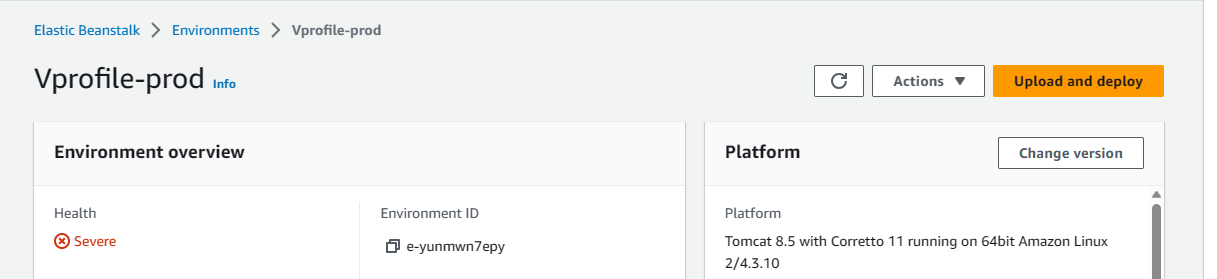 Elastic Beanstalk > Environments > Vprofile-prod
Vprofile-prod Info
Actions
Upload and deploy
Environment overview
Health
Severe
Environment ID
e-yunmwn7epy
Platform
Change version
Platform
Tomcat 8.5 with Corretto 11 running on 64bit Amazon Linux
2/4.3.10